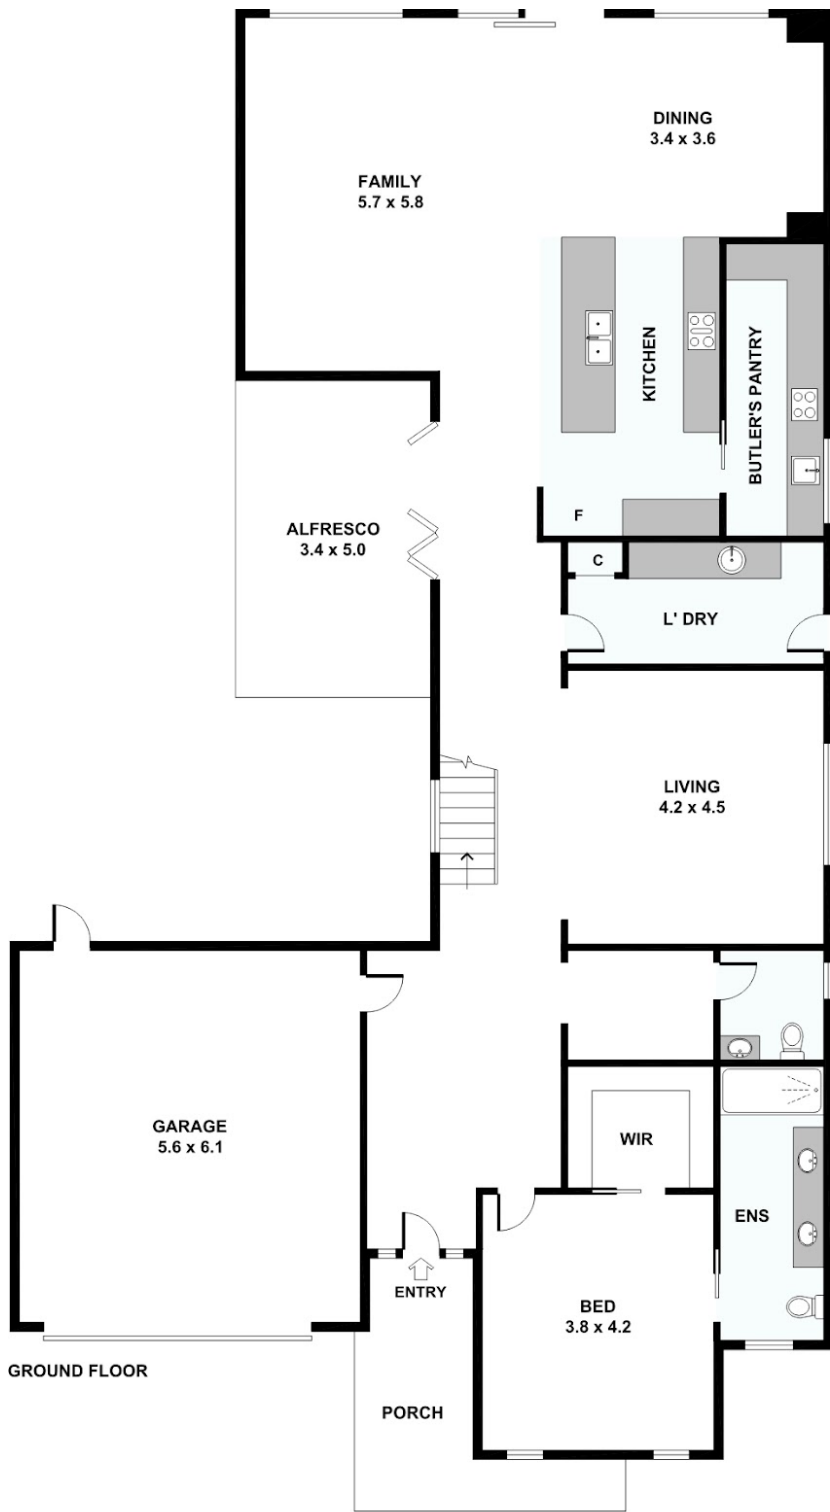 DINING
3.4 x 3.6
FAMILY
5.7 x 5.8
KITCHEN
BUTLER'S PANTRY
ALFRESCO
3.4 x 5.0
F
C
L' DRY
LIVING
4.2 x 4.5
GARAGE
5.6 x 6.1
WIR
ENS
ENTRY
BED
3.8 x 4.2
GROUND FLOOR
PORCH